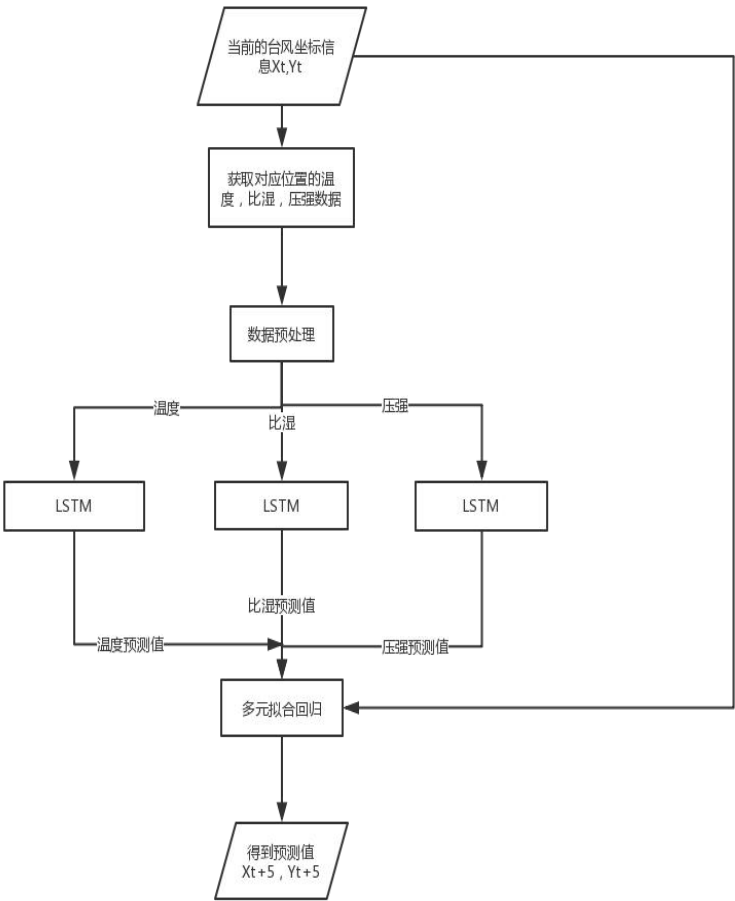 当前的台风坐标信
息Xt,Yt
获取对应位置的温
度，比湿，压强数据
数据预处理
温度
比湿
压强
LSTM
LSTM
LSTM
比湿预测值
温度预测值
压强预测值
多元拟合回归
得到预测值
Xt+5，Yt+5